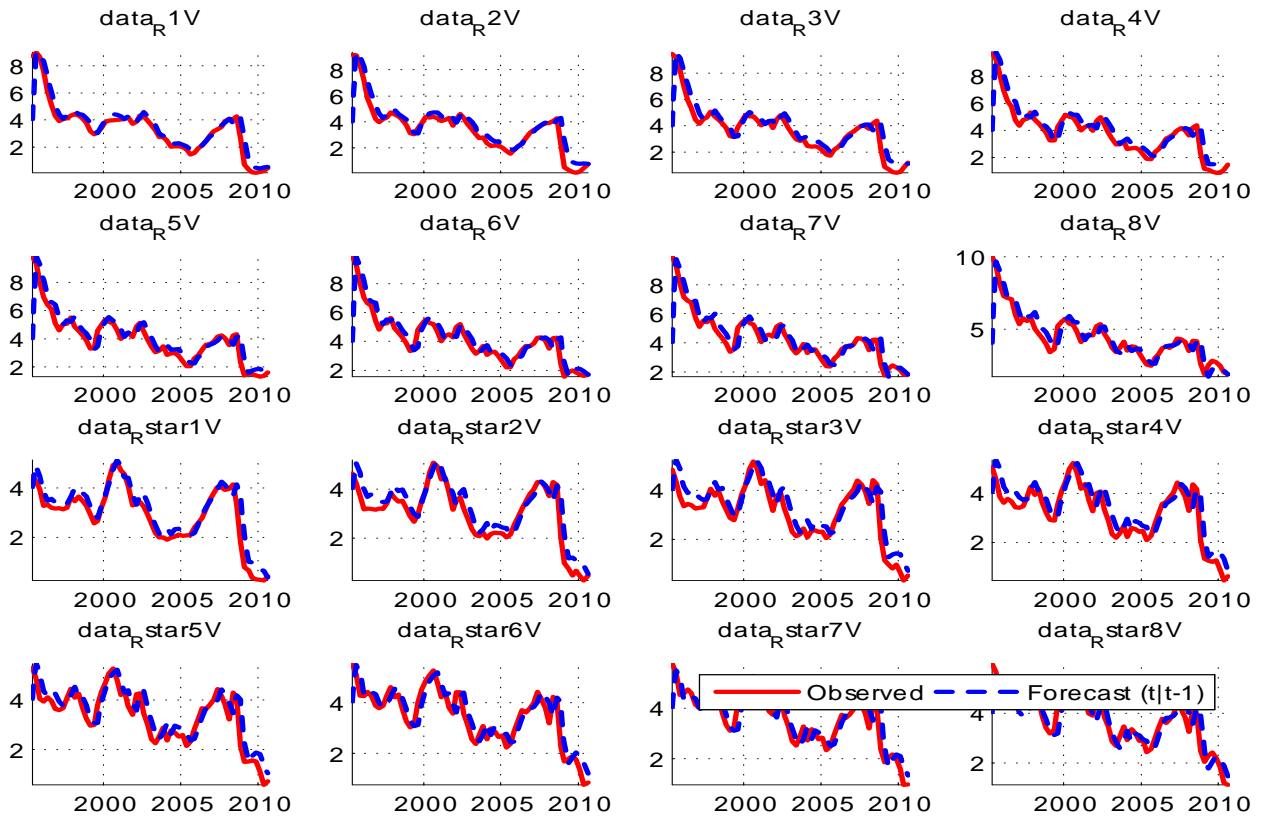 data_R1V data_R2V data_R3V data_R4V
8 8 8 8
6 6 6 6
4 4 4 4
2 2 2 2
2000 2005 2010 2000 2005 2010 2000 2005 2010 2000 2005 2010
data_R5V data_R6V data_R7V data_R8V
8 8 8 10
6 6 6 5
4 4 4
2 2 2
2000 2005 2010 2000 2005 2010 2000 2005 2010 2000 2005 2010
data_Rstar1V data_Rstar2V data_Rstar3V data_Rstar4V
4 4 4 4
2 2 2 2
2000 2005 2010 2000 2005 2010 2000 2005 2010 2000 2005 2010
data_Rstar5V data_Rstar6V data_Rstar7V data_Rstar8V
Observed Forecast (t|t-1)
4 4 4 4
2 2 2 2
2000 2005 2010 2000 2005 2010 2000 2005 2010 2000 2005 2010